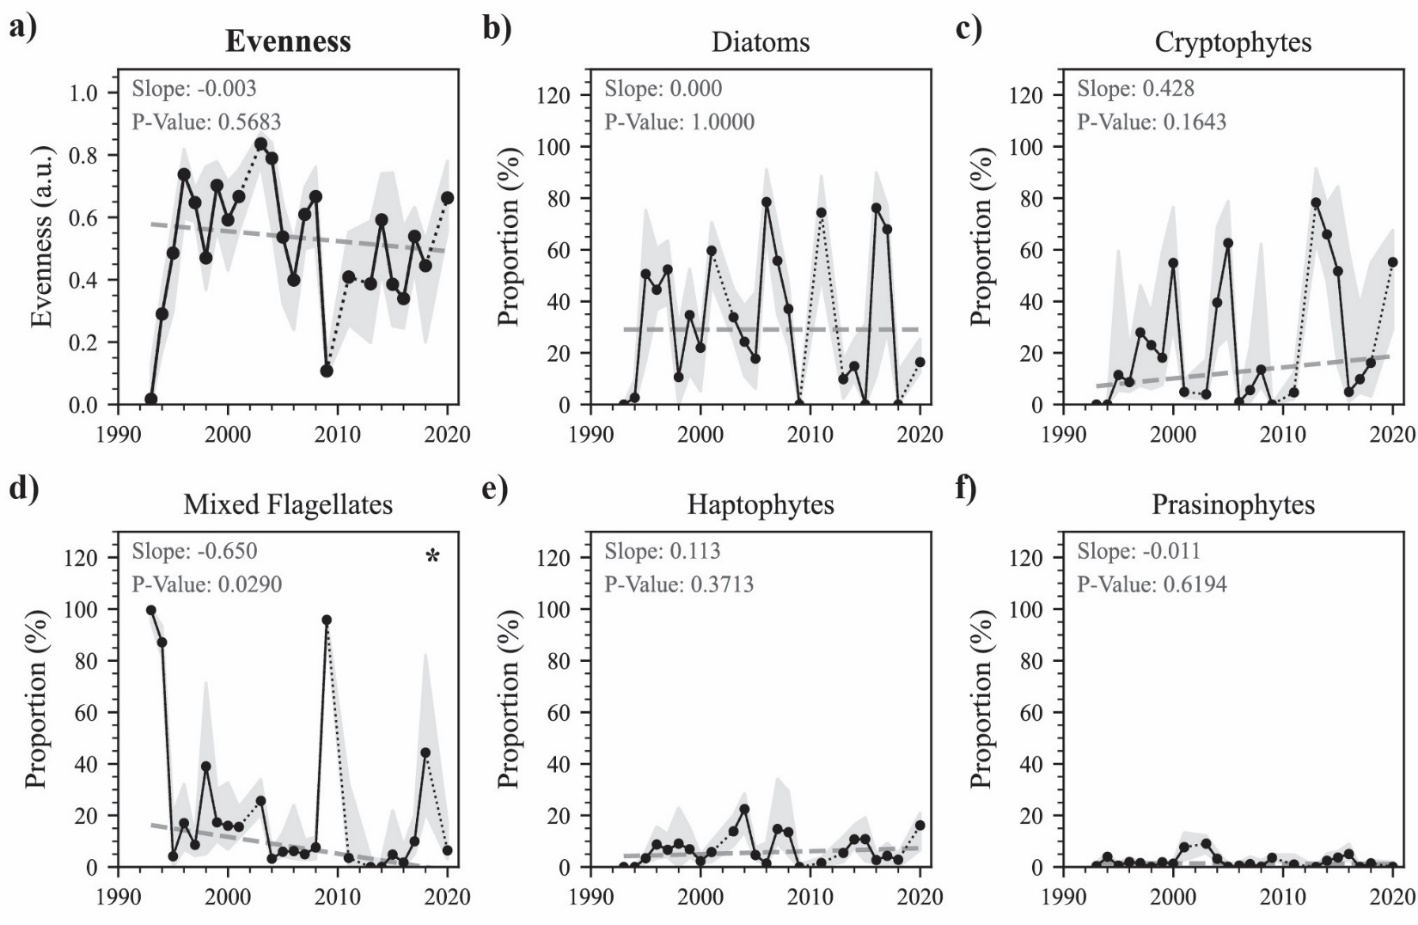 a)
Evenness
Slope: -0.003
P-Value: 0.5683
Evenness (a.u.)
1.0
0.8
0.6
0.4
0.2
0.0
1990 2000 2010 2020
b)
Diatoms
Slope: 0.000
P-Value: 1.0000
Proportion (%)
120
100
80
60
40
20
0
1990 2000 2010 2020
c)
Cryptophytes
Slope: 0.428
P-Value: 0.1643
Proportion (%)
120
100
80
60
40
20
0
1990 2000 2010 2020
d)
Mixed Flagellates
Slope: -0.650
*
P-Value: 0.0290
Proportion (%)
120
100
80
60
40
20
0
1990 2000 2010 2020
e)
Haptophytes
Slope: 0.113
P-Value: 0.3713
Proportion (%)
120
100
80
60
40
20
0
1990 2000 2010 2020
f)
Prasinophytes
Slope: -0.011
P-Value: 0.6194
Proportion (%)
120
100
80
60
40
20
0
1990 2000 2010 2020